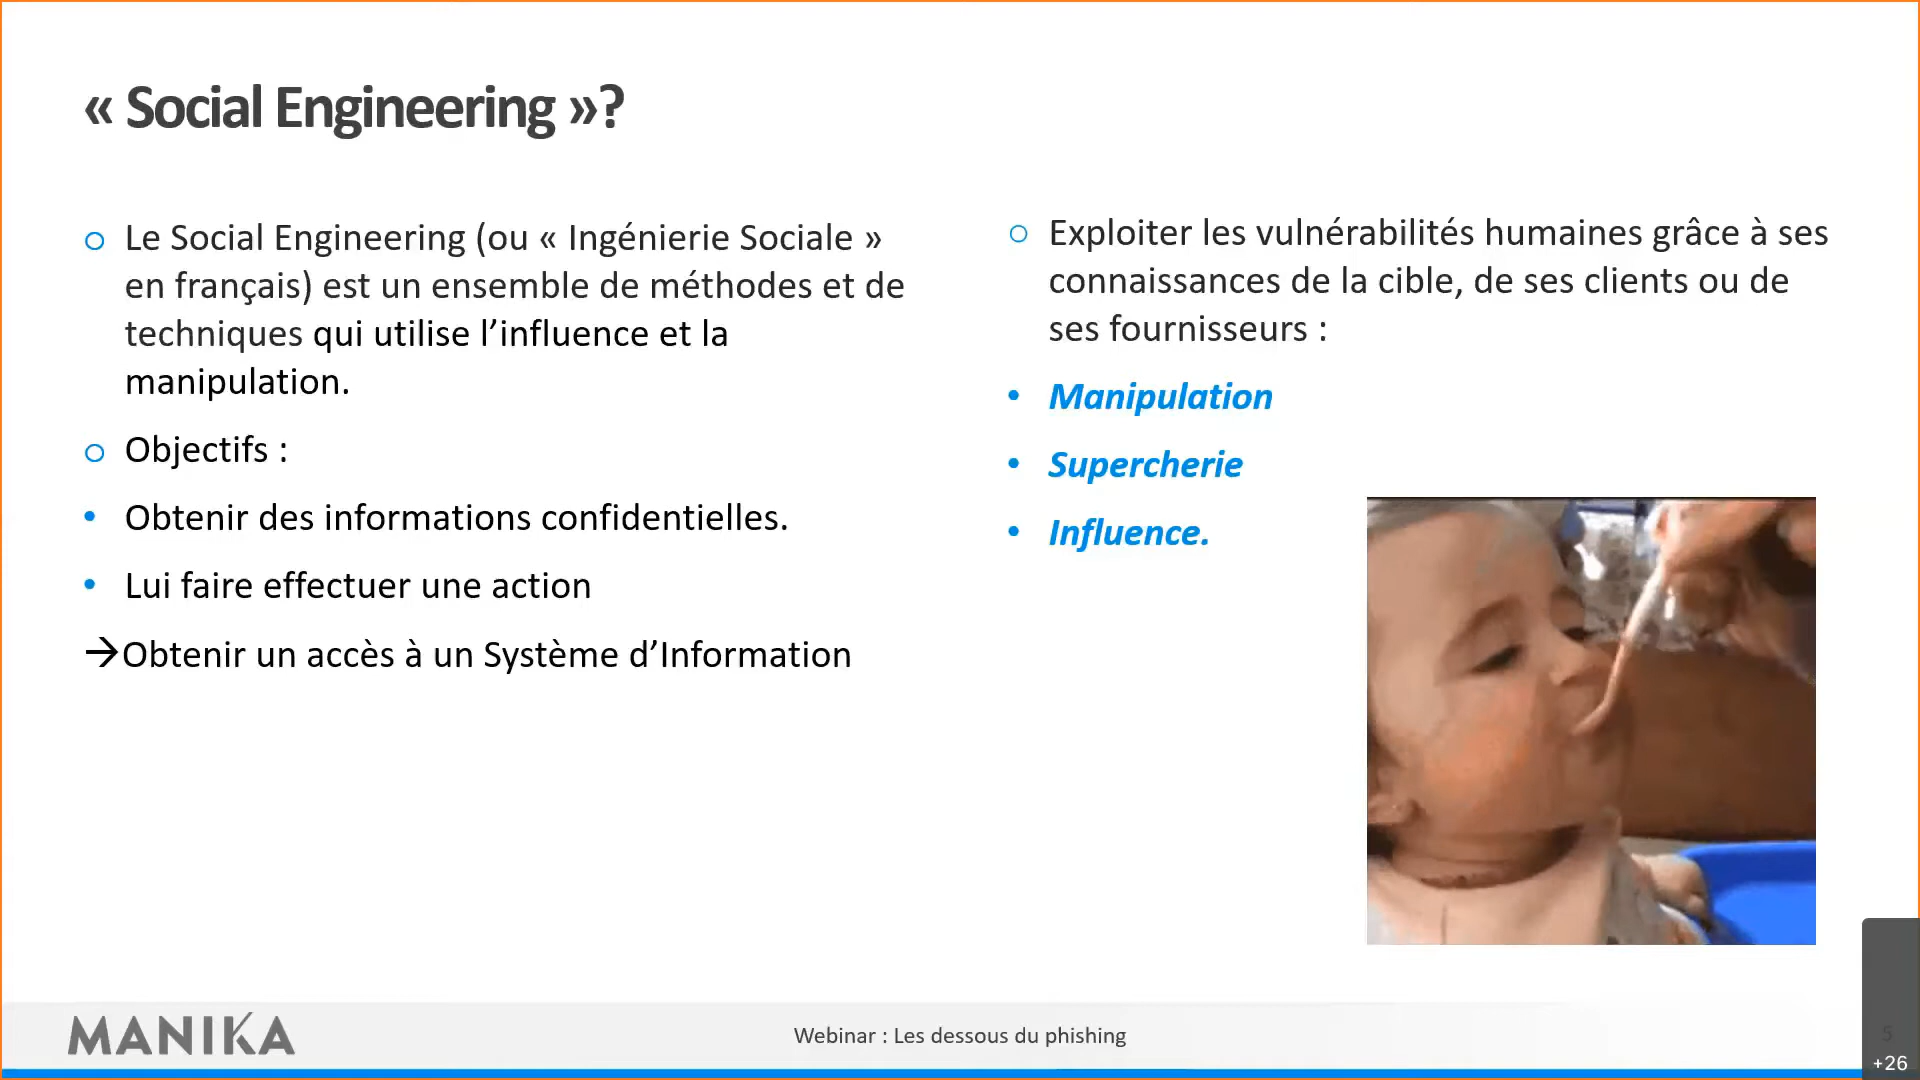 « Social Engineering »?
o Le Social Engineering (ou « Ingénierie Sociale »
en français) est un ensemble de méthodes et de
techniques qui utilise l’influence et la
manipulation.
o Objectifs :
• Obtenir des informations confidentielles.
• Lui faire effectuer une action
→Obtenir un accès à un Système d’Information
o Exploiter les vulnérabilités humaines grâce à ses
connaissances de la cible, de ses clients ou de
ses fournisseurs :
• Manipulation
• Supercherie
• Influence.
MANIKA
Webinar : Les dessous du phishing
5
+26